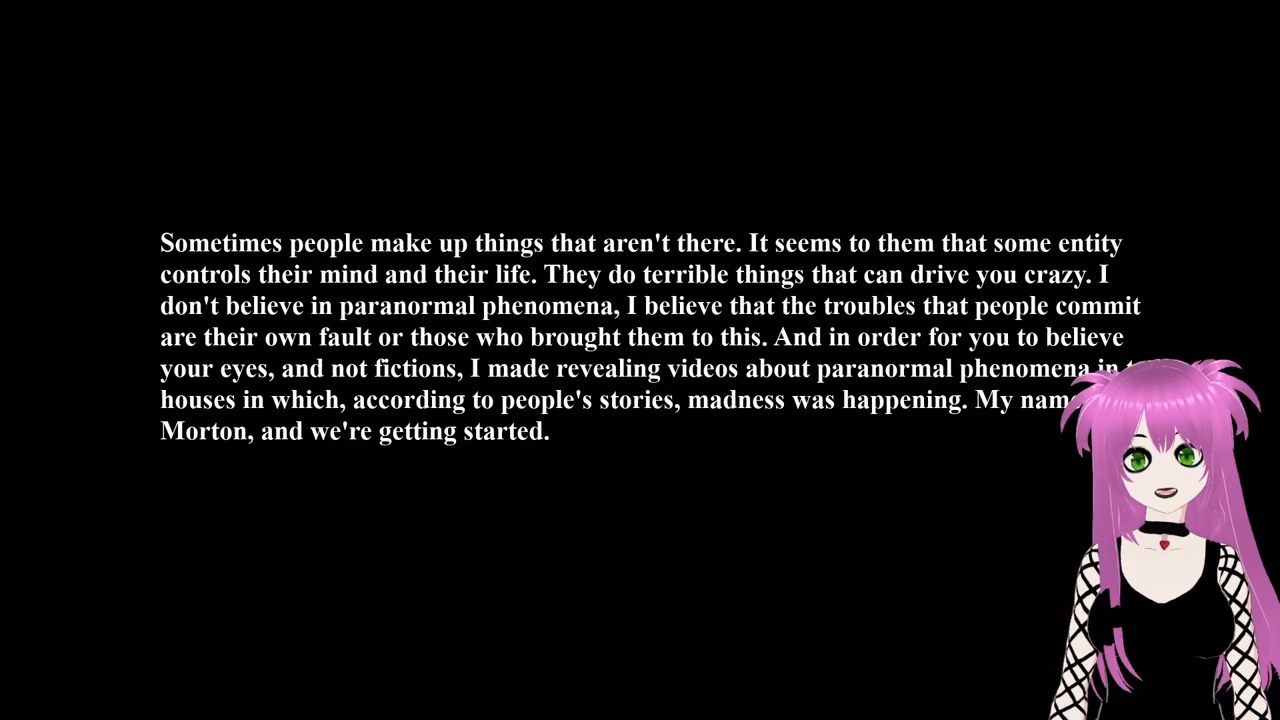 Sometimes people make up things that aren't there. It seems to them that some entity
controls their mind and their life. They do terrible things that can drive you crazy. I
don't believe in paranormal phenomena, I believe that the troubles that people commit
are their own fault or those who brought them to this. And in order for you to believe
your eyes, and not fictions, I made revealing videos about paranormal phenomena in
houses in which, according to people's stories, madness was happening. My
Morton, and we're getting started.